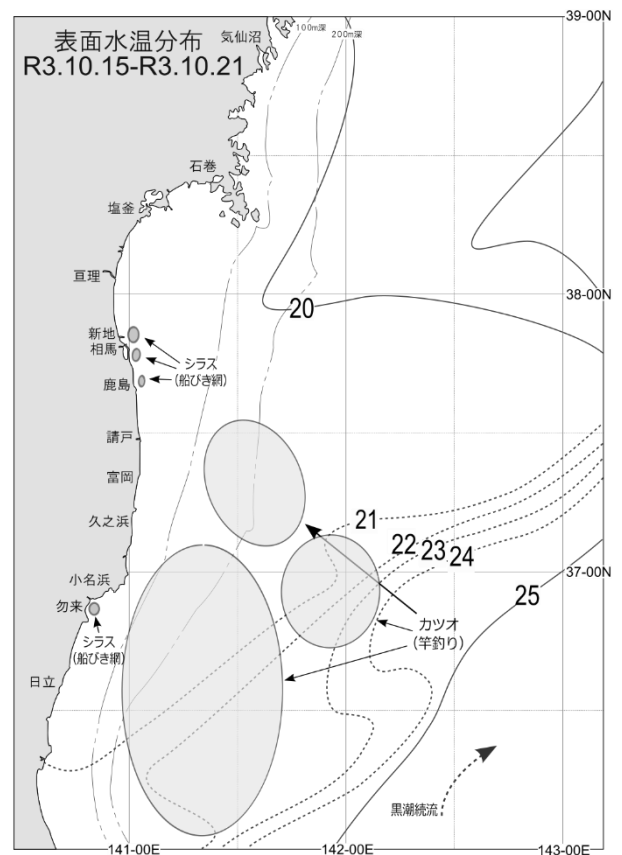 表面水温分布
R3.10.15-R3.10.21
気仙沼
100m深
200m深
39-00N
石巻
塩釜
亘理
38-00N
20
新地
相馬
シラス
(船びき網)
鹿島
請戸
富岡
久之浜
21
22
23
24
37-00N
25
小名浜
勿来
カツオ
(竿釣り)
シラス
(船びき網)
日立
黒潮続流
141-00E
142-00E
143-00E